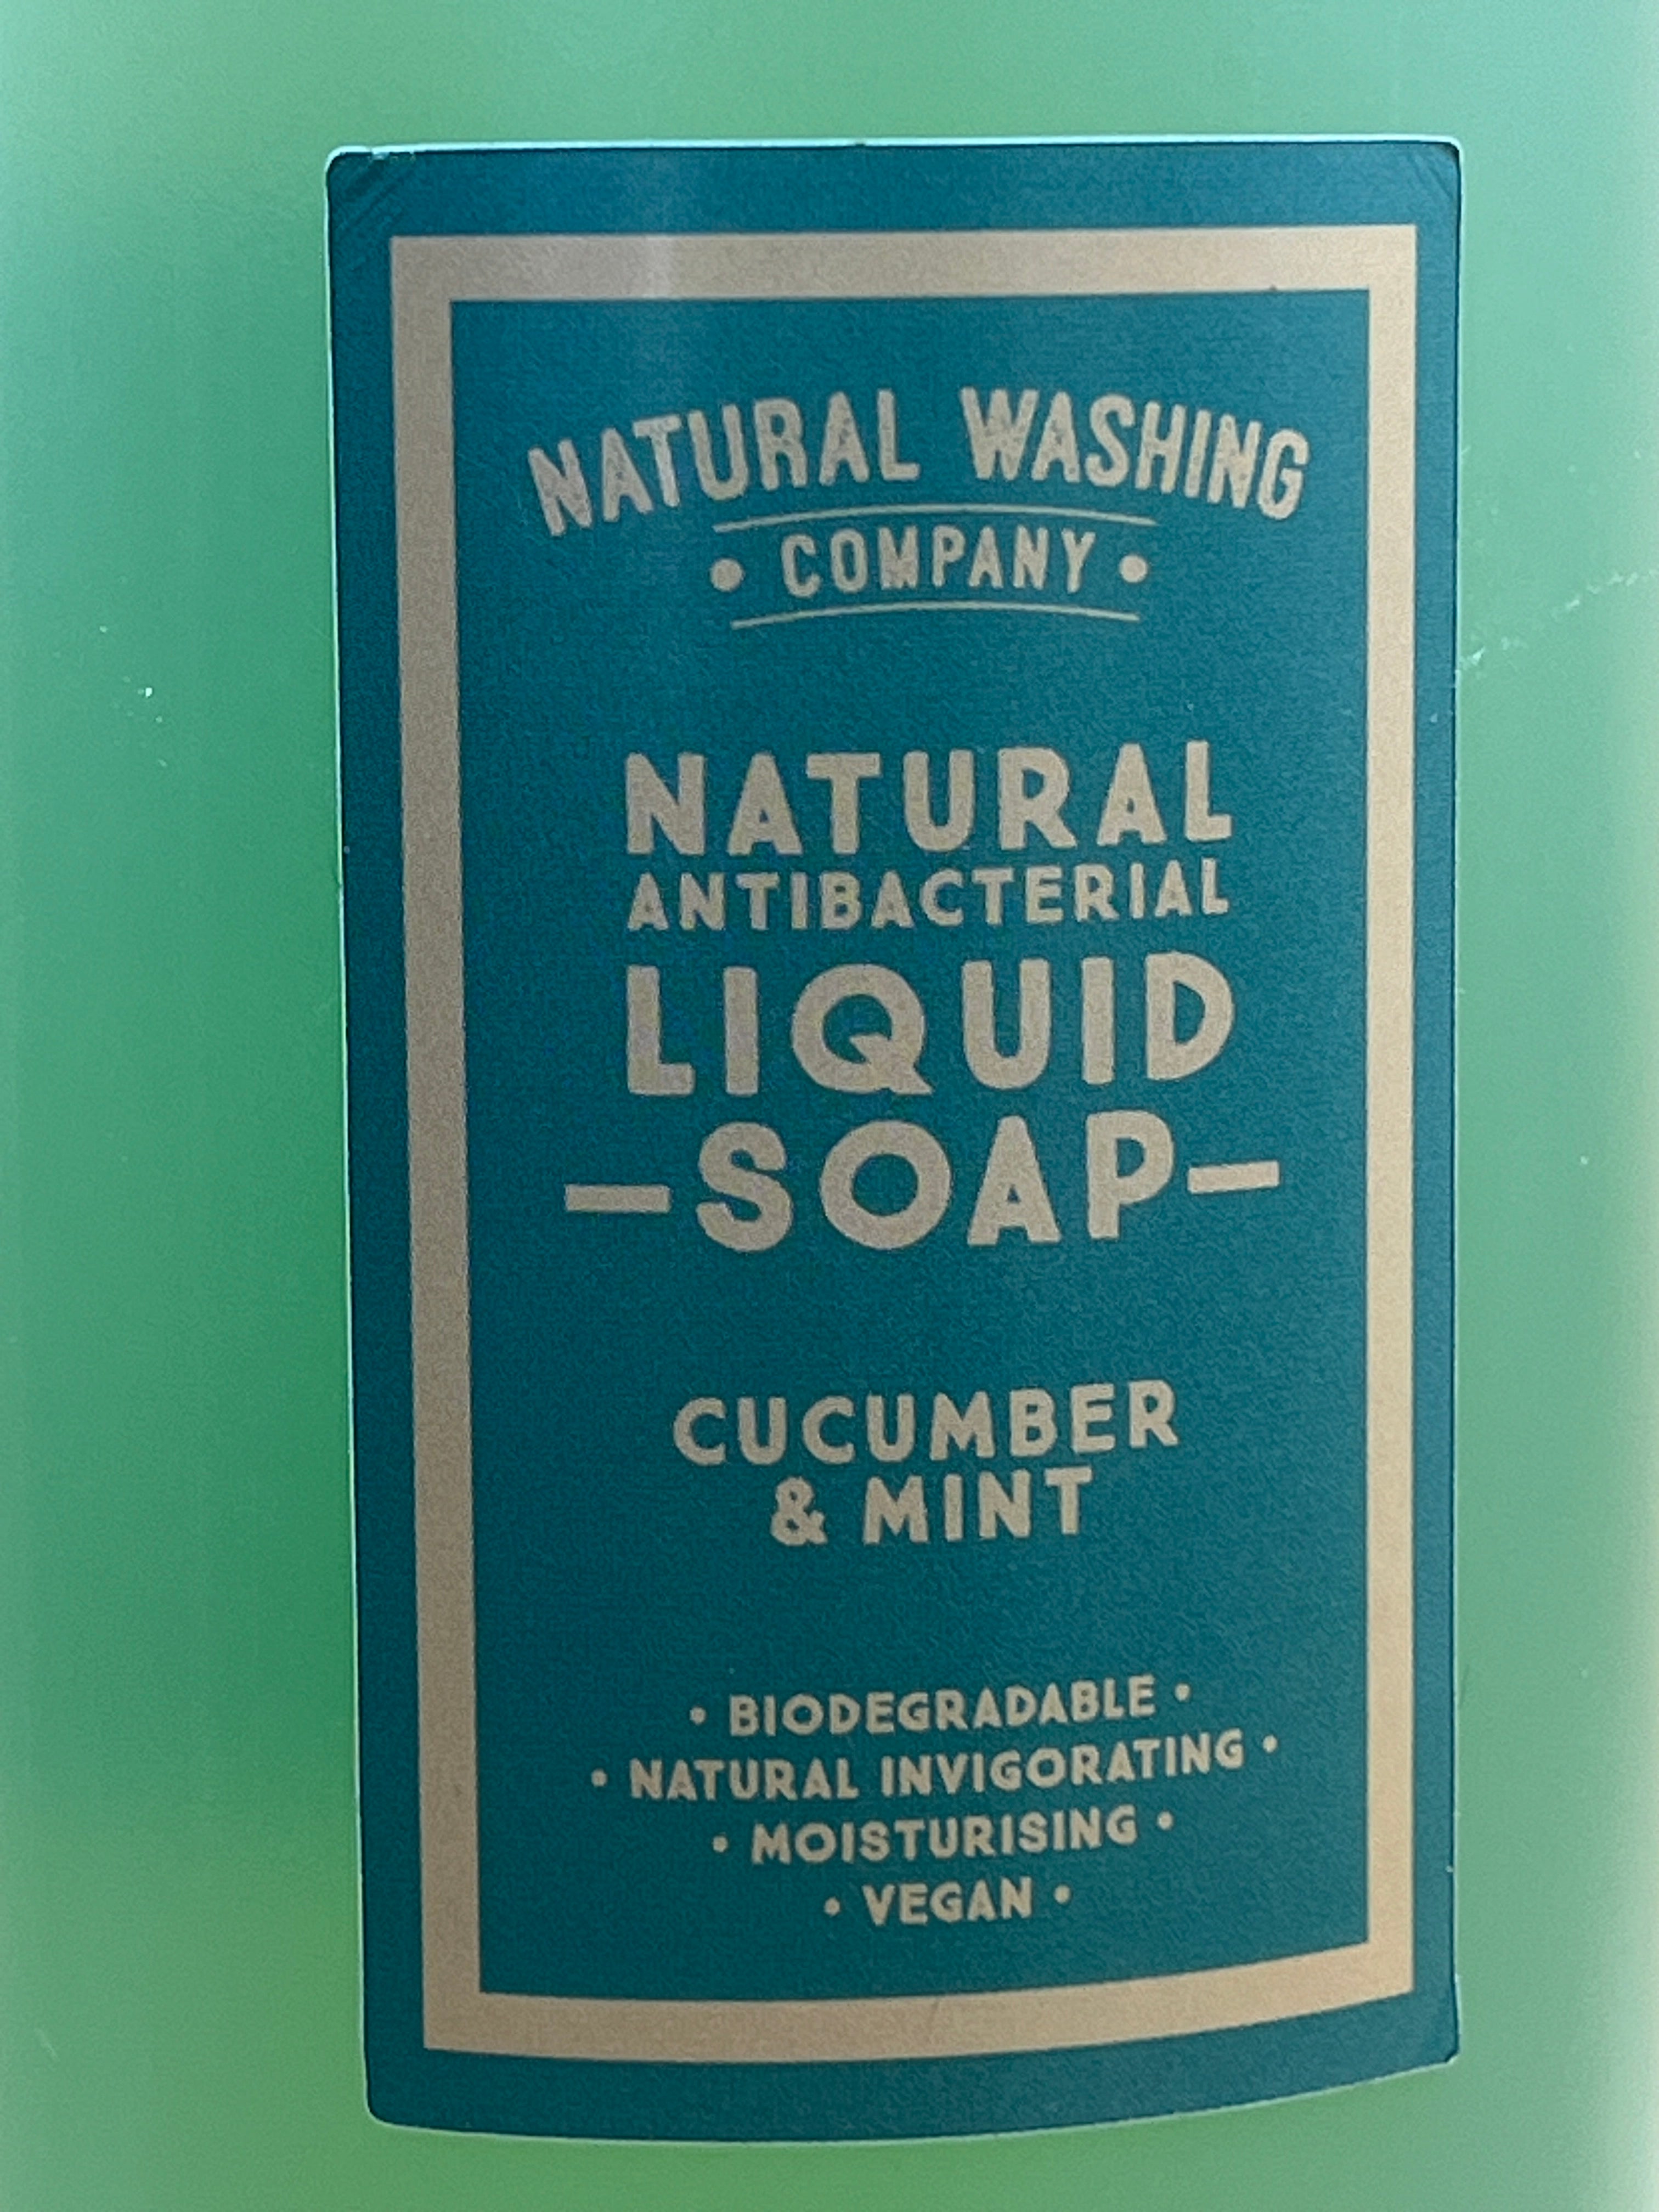 NATURAL WASHING
• COMPANY •
NATURAL
ANTIBACTERIAL
LIQUID
–SOAP–
CUCUMBER
& MINT
• BIODEGRADABLE •
• NATURAL INVIGORATING •
• MOISTURISING •
• VEGAN •